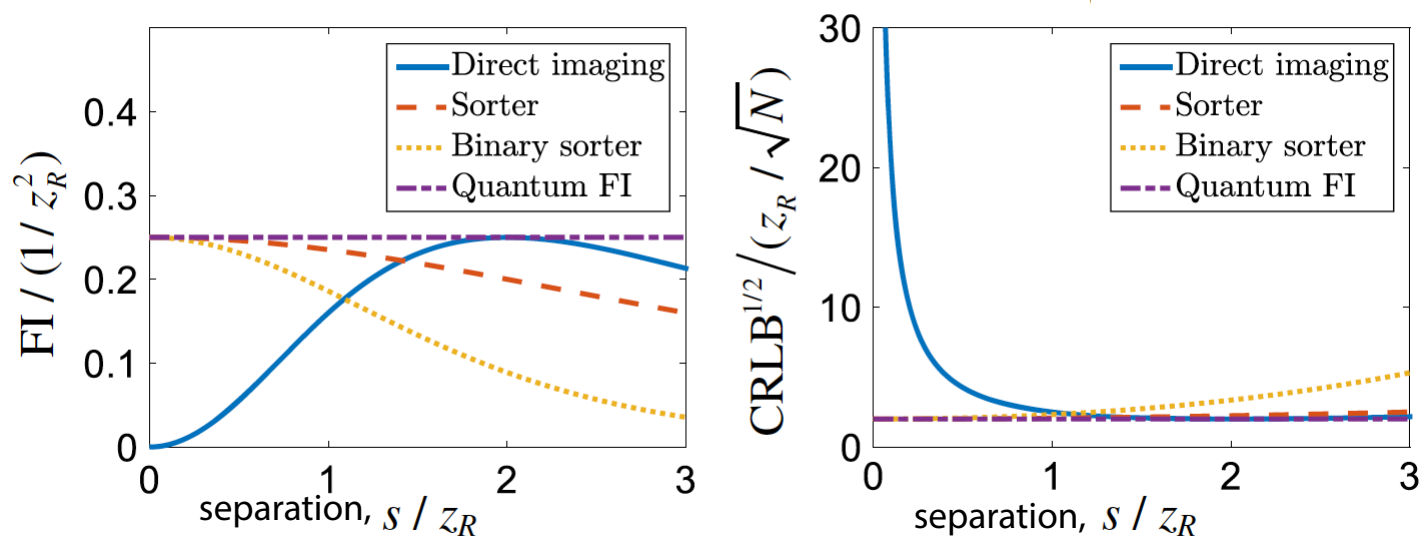 FI / (1 / z_R^2)
0.4
0.3
0.2
0.1
0
0 1 2 3
separation, s / z_R
Direct imaging
Sorter
Binary sorter
Quantum FI
CRLB^{1/2} / (z_R / √N)
30
20
10
0
0 1 2 3
separation, s / z_R
Direct imaging
Sorter
Binary sorter
Quantum FI